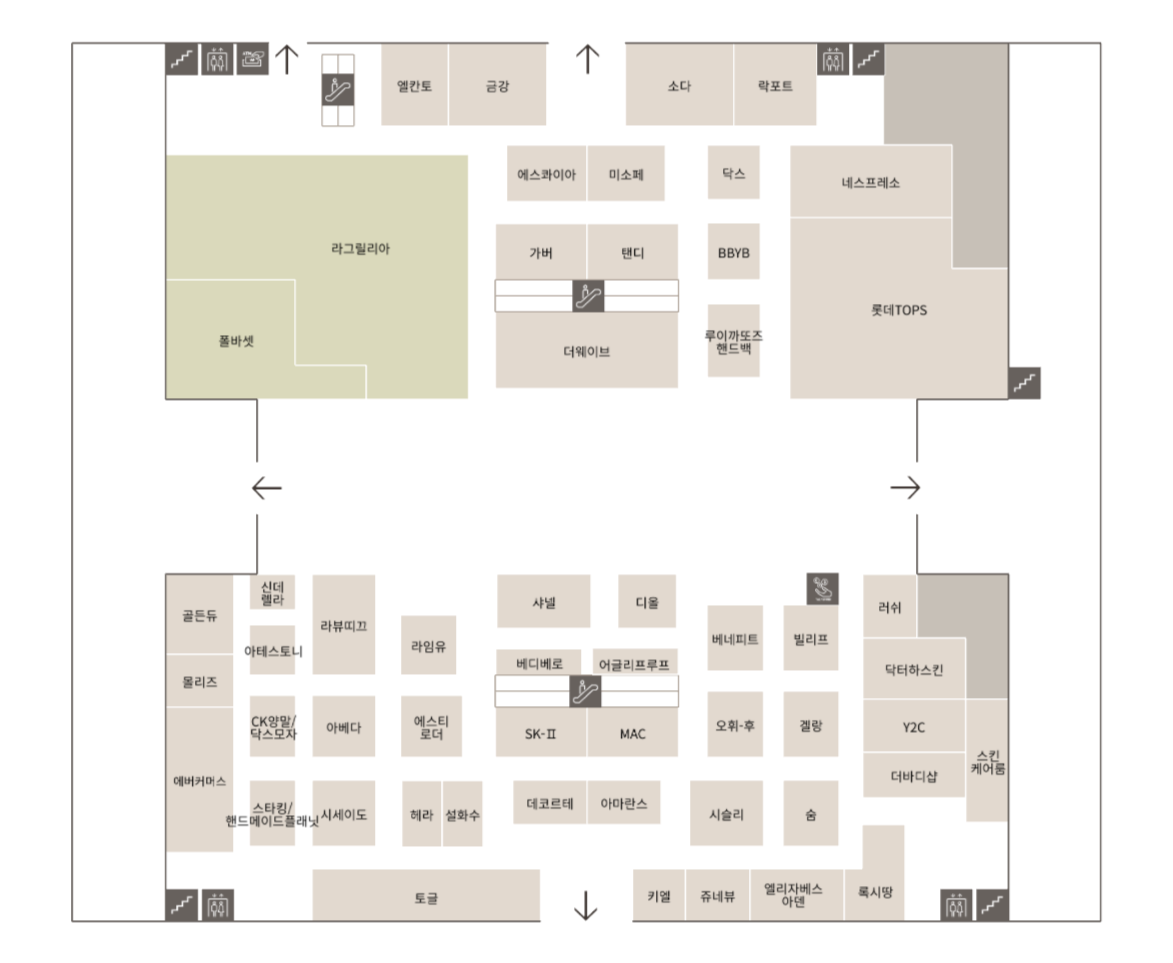 엘칸토
금강
소다
락포트
에스콰이아
미소페
닥스
네스프레소
라그릴리아
가버
탠디
BBYB
롯데TOPS
폴바셋
더웨이브
루이까또즈
핸드백
골든듀
신데
렐라
라뷰띠끄
샤넬
디올
러쉬
아테스토니
라임유
베네피트
빌리프
몰리즈
베디베로
어글리프루프
닥터하스킨
CK양말/
닥스모자
아베다
에스티
로더
SK-II
MAC
오휘-후
겔랑
Y2C
스킨
케어룸
에버커머스
더바디샵
스타킹/
핸드메이드플래닛
시세이도
헤라
설화수
데코르테
아마란스
시슬리
숨
토글
키엘
쥬네뷰
엘리자베스
아덴
록시땅